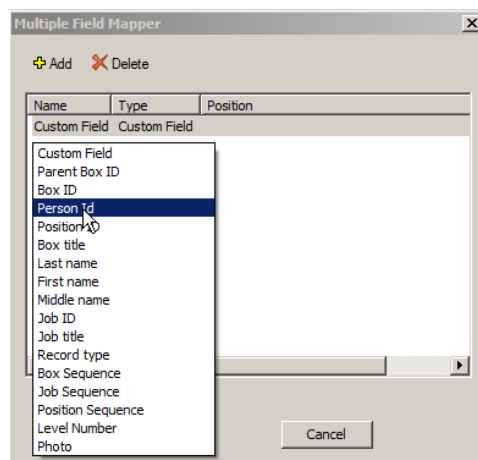 Multiple Field Mapper
Add Delete
Name Type Position
Custom Field Custom Field
Custom Field
Parent Box ID
Box ID
Person Id
Position ID
Box title
Last name
First name
Middle name
Job ID
Job title
Record type
Box Sequence
Job Sequence
Position Sequence
Level Number
Photo
Cancel